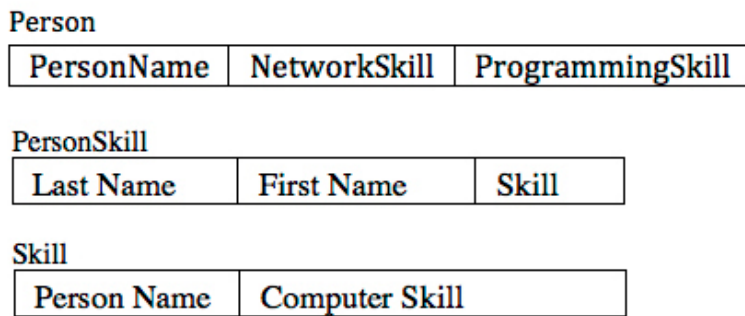 Person
PersonName NetworkSkill ProgrammingSkill
PersonSkill
Last Name First Name Skill
Skill
Person Name Computer Skill